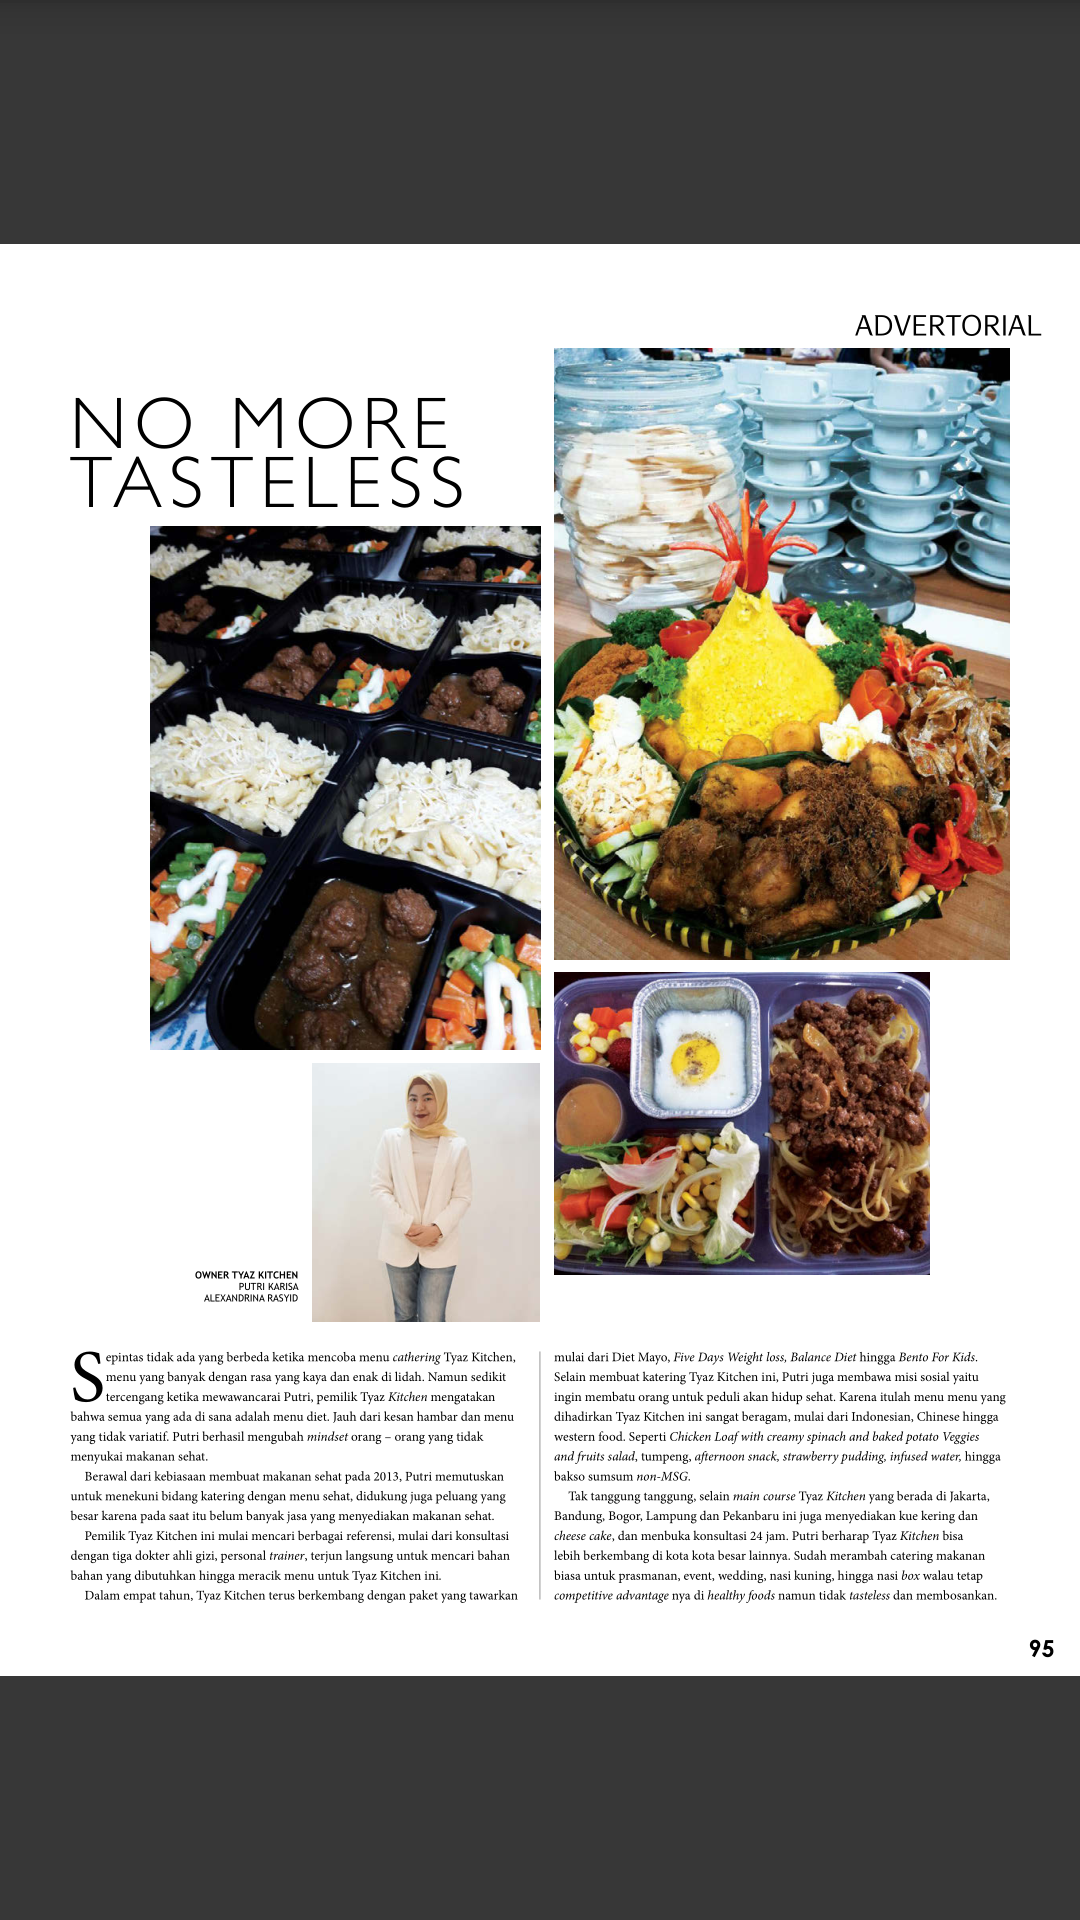 ADVERTORIAL
NO MORE
TASTELESS
OWNER TYAZ KITCHEN
PUTRI KARISA
ALEXANDRINA RASYID
Sepintas tidak ada yang berbeda ketika mencoba menu cathering Tyaz Kitchen,
menu yang banyak dengan rasa yang kaya dan enak di lidah. Namun sedikit
tercengang ketika mewawancarai Putri, pemilik Tyaz Kitchen mengatakan
bahwa semua yang ada di sana adalah menu diet. Jauh dari kesan hambar dan menu
yang tidak variatif. Putri berhasil mengubah mindset orang – orang yang tidak
menyukai makanan sehat.
Berawal dari kebiasaan membuat makanan sehat pada 2013, Putri memutuskan
untuk menekuni bidang katering dengan menu sehat, didukung juga peluang yang
besar karena pada saat itu belum banyak jasa yang menyediakan makanan sehat.
Pemilik Tyaz Kitchen ini mulai mencari berbagai referensi, mulai dari konsultasi
dengan tiga dokter ahli gizi, personal trainer, terjun langsung untuk mencari bahan
bahan yang dibutuhkan hingga meracik menu untuk Tyaz Kitchen ini.
Dalam empat tahun, Tyaz Kitchen terus berkembang dengan paket yang tawarkan
mulai dari Diet Mayo, Five Days Weight loss, Balance Diet hingga Bento For Kids.
Selain membuat katering Tyaz Kitchen ini, Putri juga membawa misi sosial yaitu
ingin membatu orang untuk peduli akan hidup sehat. Karena itulah menu menu yang
dihadirkan Tyaz Kitchen ini sangat beragam, mulai dari Indonesian, Chinese hingga
western food. Seperti Chicken Loaf with creamy spinach and baked potato Veggies
and fruits salad, tumpeng, afternoon snack, strawberry pudding, infused water, hingga
bakso sumsum non-MSG.
Tak tanggung tanggung, selain main course Tyaz Kitchen yang berada di Jakarta,
Bandung, Bogor, Lampung dan Pekanbaru ini juga menyediakan kue kering dan
cheese cake, dan menbuka konsultasi 24 jam. Putri berharap Tyaz Kitchen bisa
lebih berkembang di kota kota besar lainnya. Sudah merambah catering makanan
biasa untuk prasmanan, event, wedding, nasi kuning, hingga nasi box walau tetap
competitive advantage nya di healthy foods namun tidak tasteless dan membosankan.
95